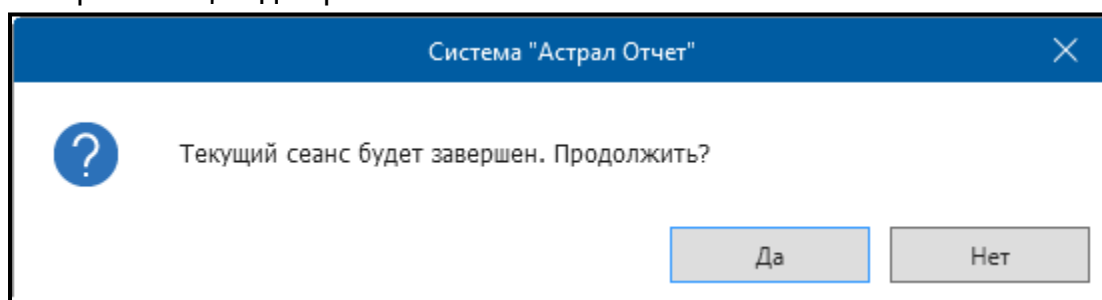 Система "Астрал Отчет"
Текущий сеанс будет завершен. Продолжить?
Да
Нет